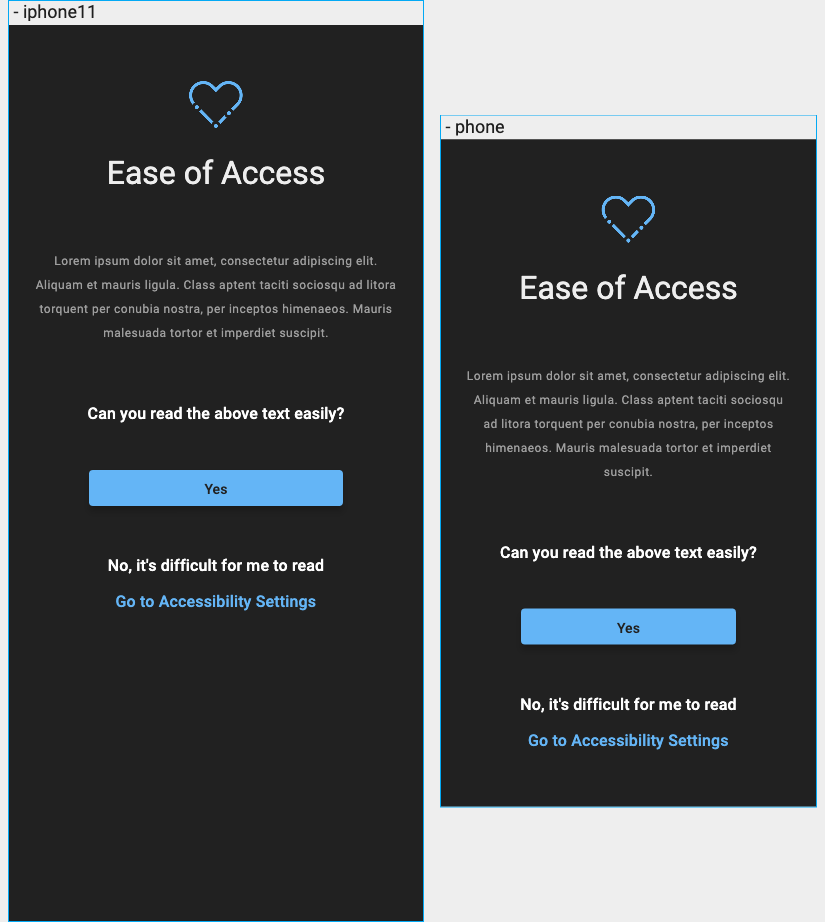 - iphone11
Ease of Access
Lorem ipsum dolor sit amet, consectetur adipiscing elit.
Aliquam et mauris ligula. Class aptent taciti sociosqu ad litora
torquent per conubia nostra, per inceptos himenaeos. Mauris
malesuada tortor et imperdiet suscipit.
Can you read the above text easily?
Yes
No, it's difficult for me to read
Go to Accessibility Settings
- phone
Ease of Access
Lorem ipsum dolor sit amet, consectetur adipiscing elit.
Aliquam et mauris ligula. Class aptent taciti sociosqu
ad litora torquent per conubia nostra, per inceptos
himenaeos. Mauris malesuada tortor et imperdiet
suscipit.
Can you read the above text easily?
Yes
No, it's difficult for me to read
Go to Accessibility Settings